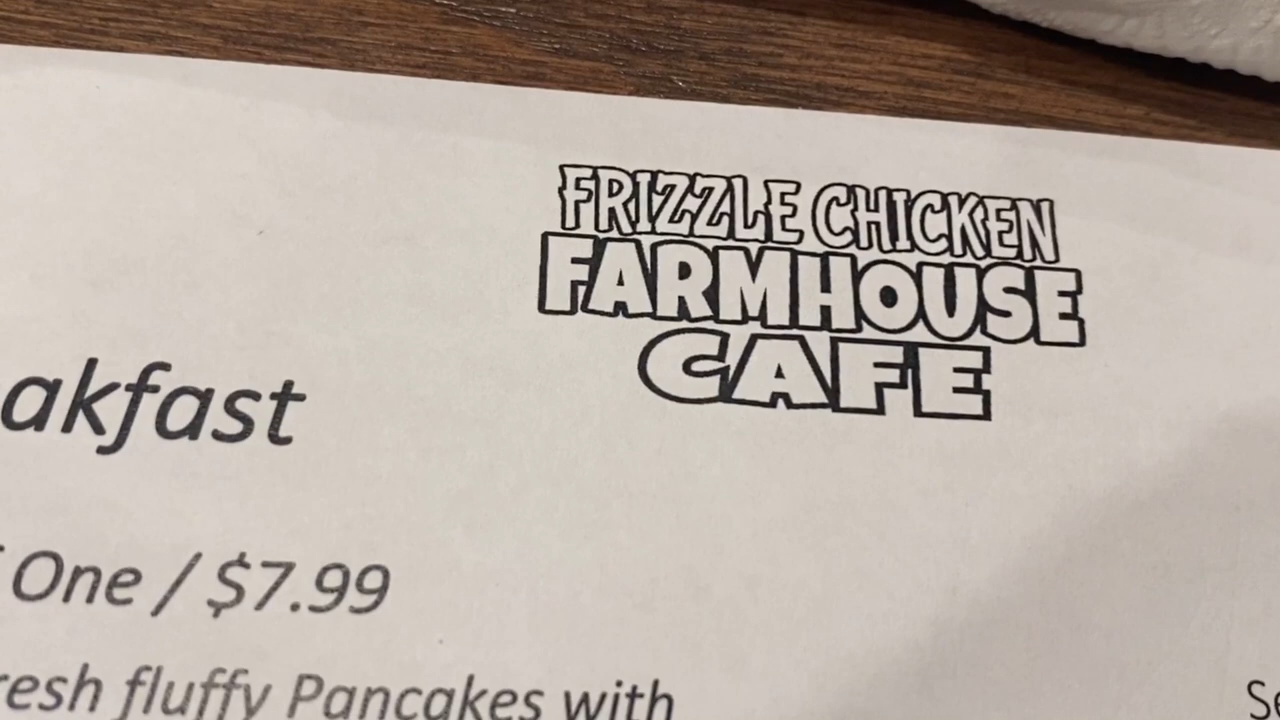 FRIZZLE CHICKEN
FARMHOUSE
CAFE
akfast
One / $7.99
resh fluffy Pancakes with